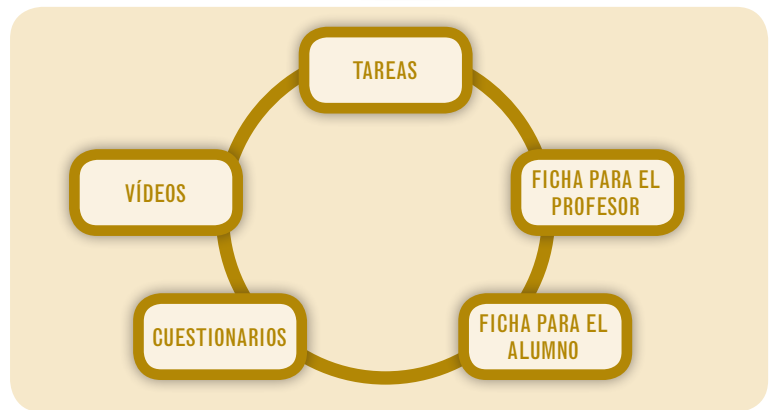 TAREAS
FICHA PARA EL
PROFESOR
VÍDEOS
FICHA PARA EL
ALUMNO
CUESTIONARIOS